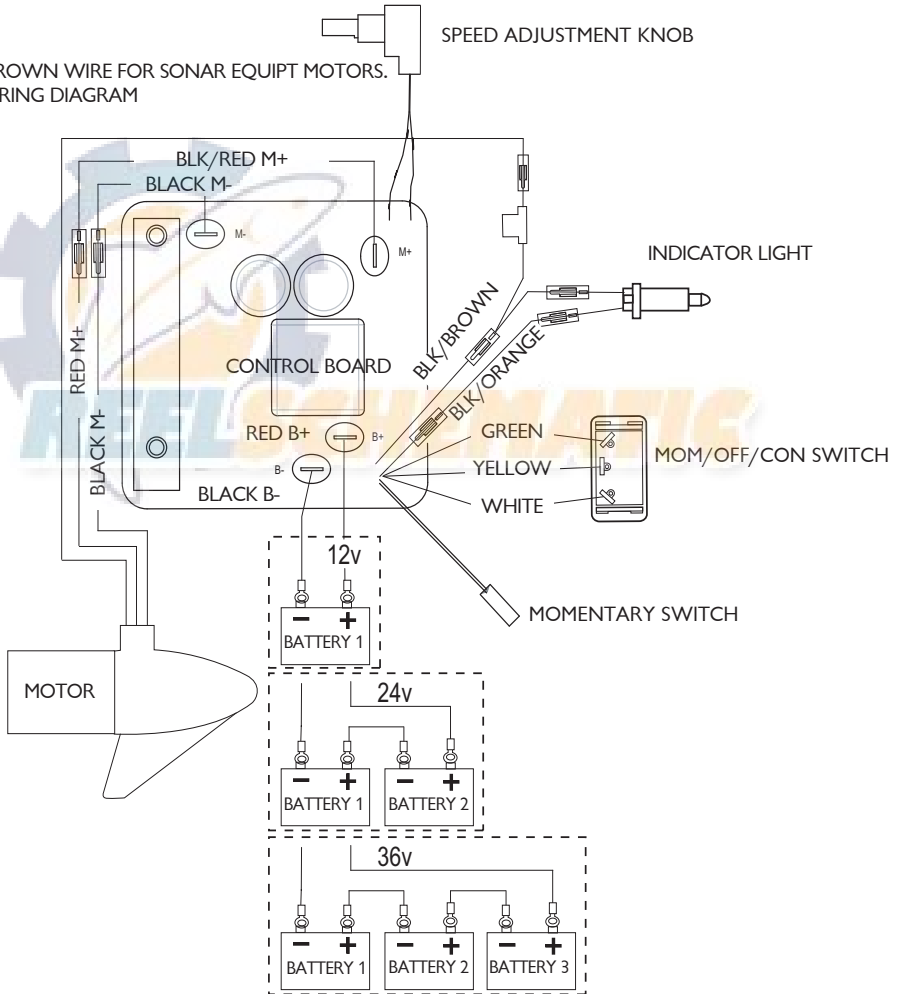 SPEED ADJUSTMENT KNOB
ROWN WIRE FOR SONAR EQUIPT MOTORS.
RING DIAGRAM
BLK/RED M+
BLACK M-
M-
M+
INDICATOR LIGHT
BLK/BROWN
BLK/ORANGE
RED M+
BLACK M-
CONTROL BOARD
REELSCHEMATIC
RED B+
B+
B-
BLACK B-
GREEN
YELLOW
WHITE
MOM/OFF/CON SWITCH
MOMENTARY SWITCH
12v
- +
BATTERY 1
MOTOR
24v
- + - +
BATTERY 1 BATTERY 2
36v
- + - + - +
BATTERY 1 BATTERY 2 BATTERY 3